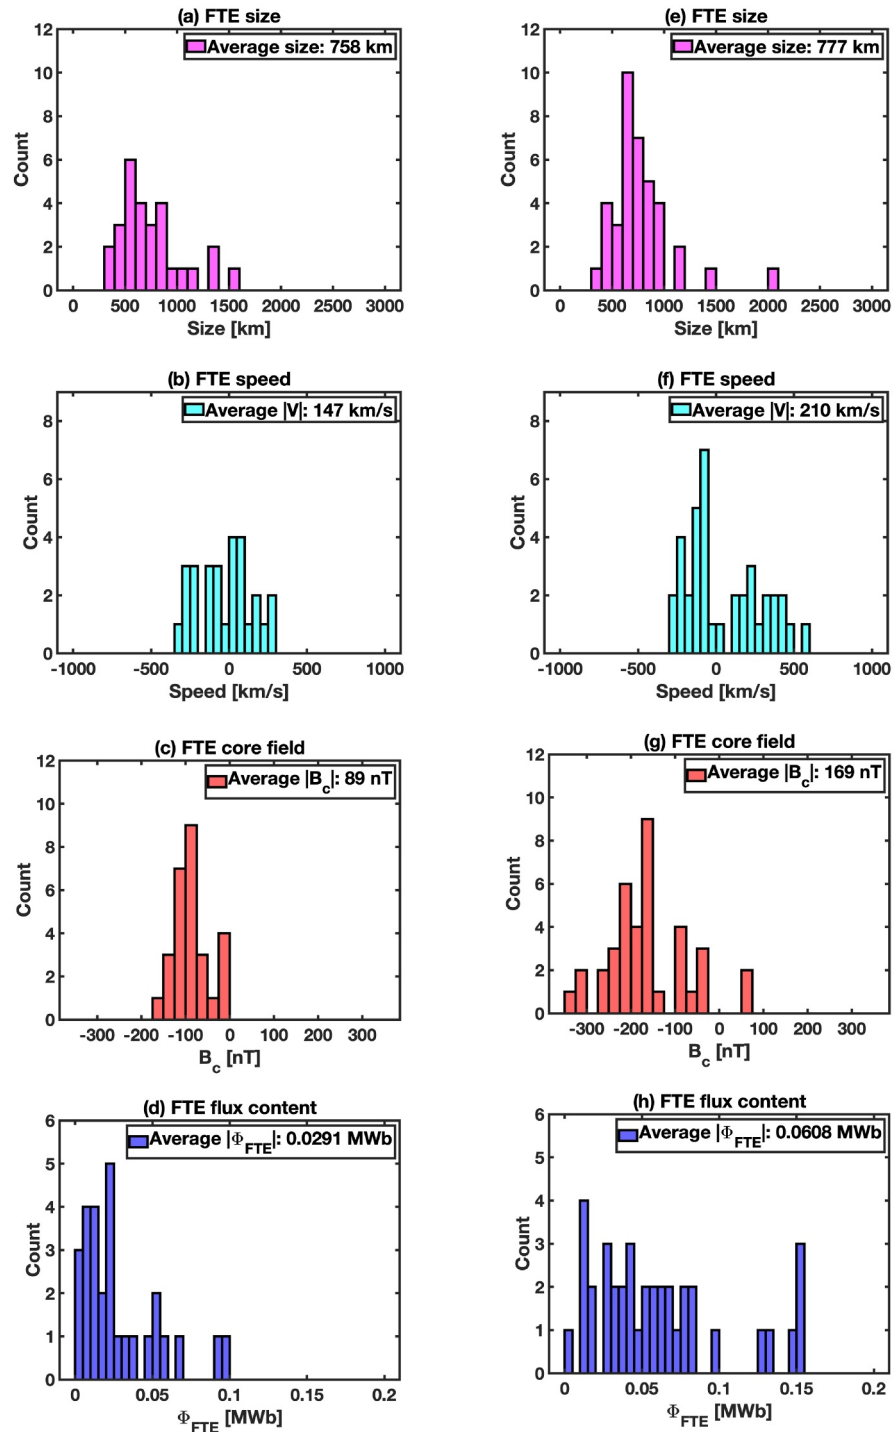 (a) FTE size
12
10
8
6
4
2
0
Count
Average size: 758 km
0 500 1000 1500 2000 2500 3000
Size [km]
(e) FTE size
12
10
8
6
4
2
0
Count
Average size: 777 km
0 500 1000 1500 2000 2500 3000
Size [km]
(b) FTE speed
8
6
4
2
0
Count
Average |V|: 147 km/s
-1000 -500 0 500 1000
Speed [km/s]
(f) FTE speed
8
6
4
2
0
Count
Average |V|: 210 km/s
-1000 -500 0 500 1000
Speed [km/s]
(c) FTE core field
12
10
8
6
4
2
0
Count
Average |B_c|: 89 nT
-300 -200 -100 0 100 200 300
B_c [nT]
(g) FTE core field
12
10
8
6
4
2
0
Count
Average |B_c|: 169 nT
-300 -200 -100 0 100 200 300
B_c [nT]
(d) FTE flux content
6
5
4
3
2
1
0
Count
Average |Φ_FTE|: 0.0291 MWb
0 0.05 0.1 0.15 0.2
Φ_FTE [MWb]
(h) FTE flux content
6
5
4
3
2
1
0
Count
Average |Φ_FTE|: 0.0608 MWb
0 0.05 0.1 0.15 0.2
Φ_FTE [MWb]